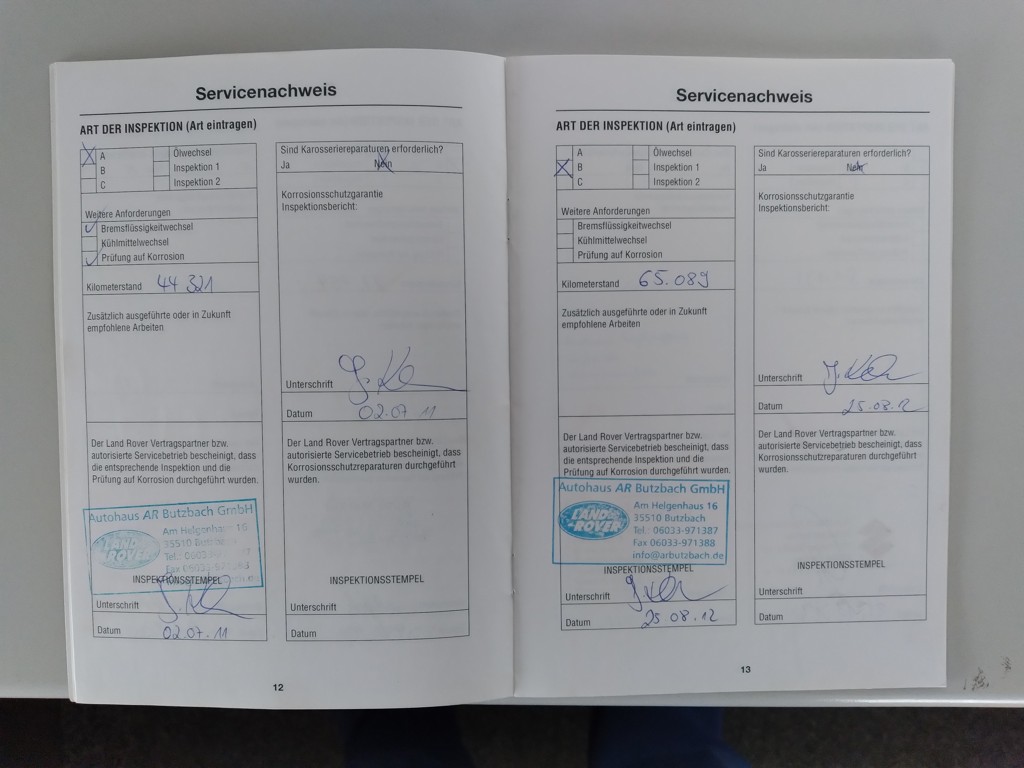 Servicenachweis
ART DER INSPEKTION (Art eintragen)
A
B
C
Ölwechsel
Inspektion 1
Inspektion 2
Weitere Anforderungen
Bremsflüssigkeitwechsel
Kühlmittelwechsel
Prüfung auf Korrosion
Kilometerstand 44 321
Zusätzlich ausgeführte oder in Zukunft
empfohlene Arbeiten
Der Land Rover Vertragspartner bzw.
autorisierte Servicebetrieb bescheinigt, dass
die entsprechende Inspektion und die
Prüfung auf Korrosion durchgeführt wurden.
Autohaus AR Butzbach GmbH
LAND
ROVER
Am Helgenhaus 16
35510 Butzbach
Tel.: 06033
Fax 06033-971388
INSPEKTIONSSTEMPEL
Unterschrift
Datum 02.07.11
Sind Karosseriereparaturen erforderlich?
Ja Nein
Korrosionsschutzgarantie
Inspektionsbericht:
Unterschrift
Datum 02.07 11
Der Land Rover Vertragspartner bzw.
autorisierte Servicebetrieb bescheinigt, dass
Korrosionsschutzreparaturen durchgeführt
wurden.
INSPEKTIONSSTEMPEL
Unterschrift
Datum
12
Servicenachweis
ART DER INSPEKTION (Art eintragen)
A
B
C
Ölwechsel
Inspektion 1
Inspektion 2
Weitere Anforderungen
Bremsflüssigkeitwechsel
Kühlmittelwechsel
Prüfung auf Korrosion
Kilometerstand 65.089
Zusätzlich ausgeführte oder in Zukunft
empfohlene Arbeiten
Der Land Rover Vertragspartner bzw.
autorisierte Servicebetrieb bescheinigt, dass
die entsprechende Inspektion und die
Prüfung auf Korrosion durchgeführt wurden.
Autohaus AR Butzbach GmbH
LAND
ROVER
Am Helgenhaus 16
35510 Butzbach
Tel.: 06033-971387
Fax 06033-971388
info@arbutzbach.de
INSPEKTIONSSTEMPEL
Unterschrift
Datum 25.08.12
Sind Karosseriereparaturen erforderlich?
Ja Nein
Korrosionsschutzgarantie
Inspektionsbericht:
Unterschrift
Datum 25.08.12
Der Land Rover Vertragspartner bzw.
autorisierte Servicebetrieb bescheinigt, dass
Korrosionsschutzreparaturen durchgeführt
wurden.
INSPEKTIONSSTEMPEL
Unterschrift
Datum
13